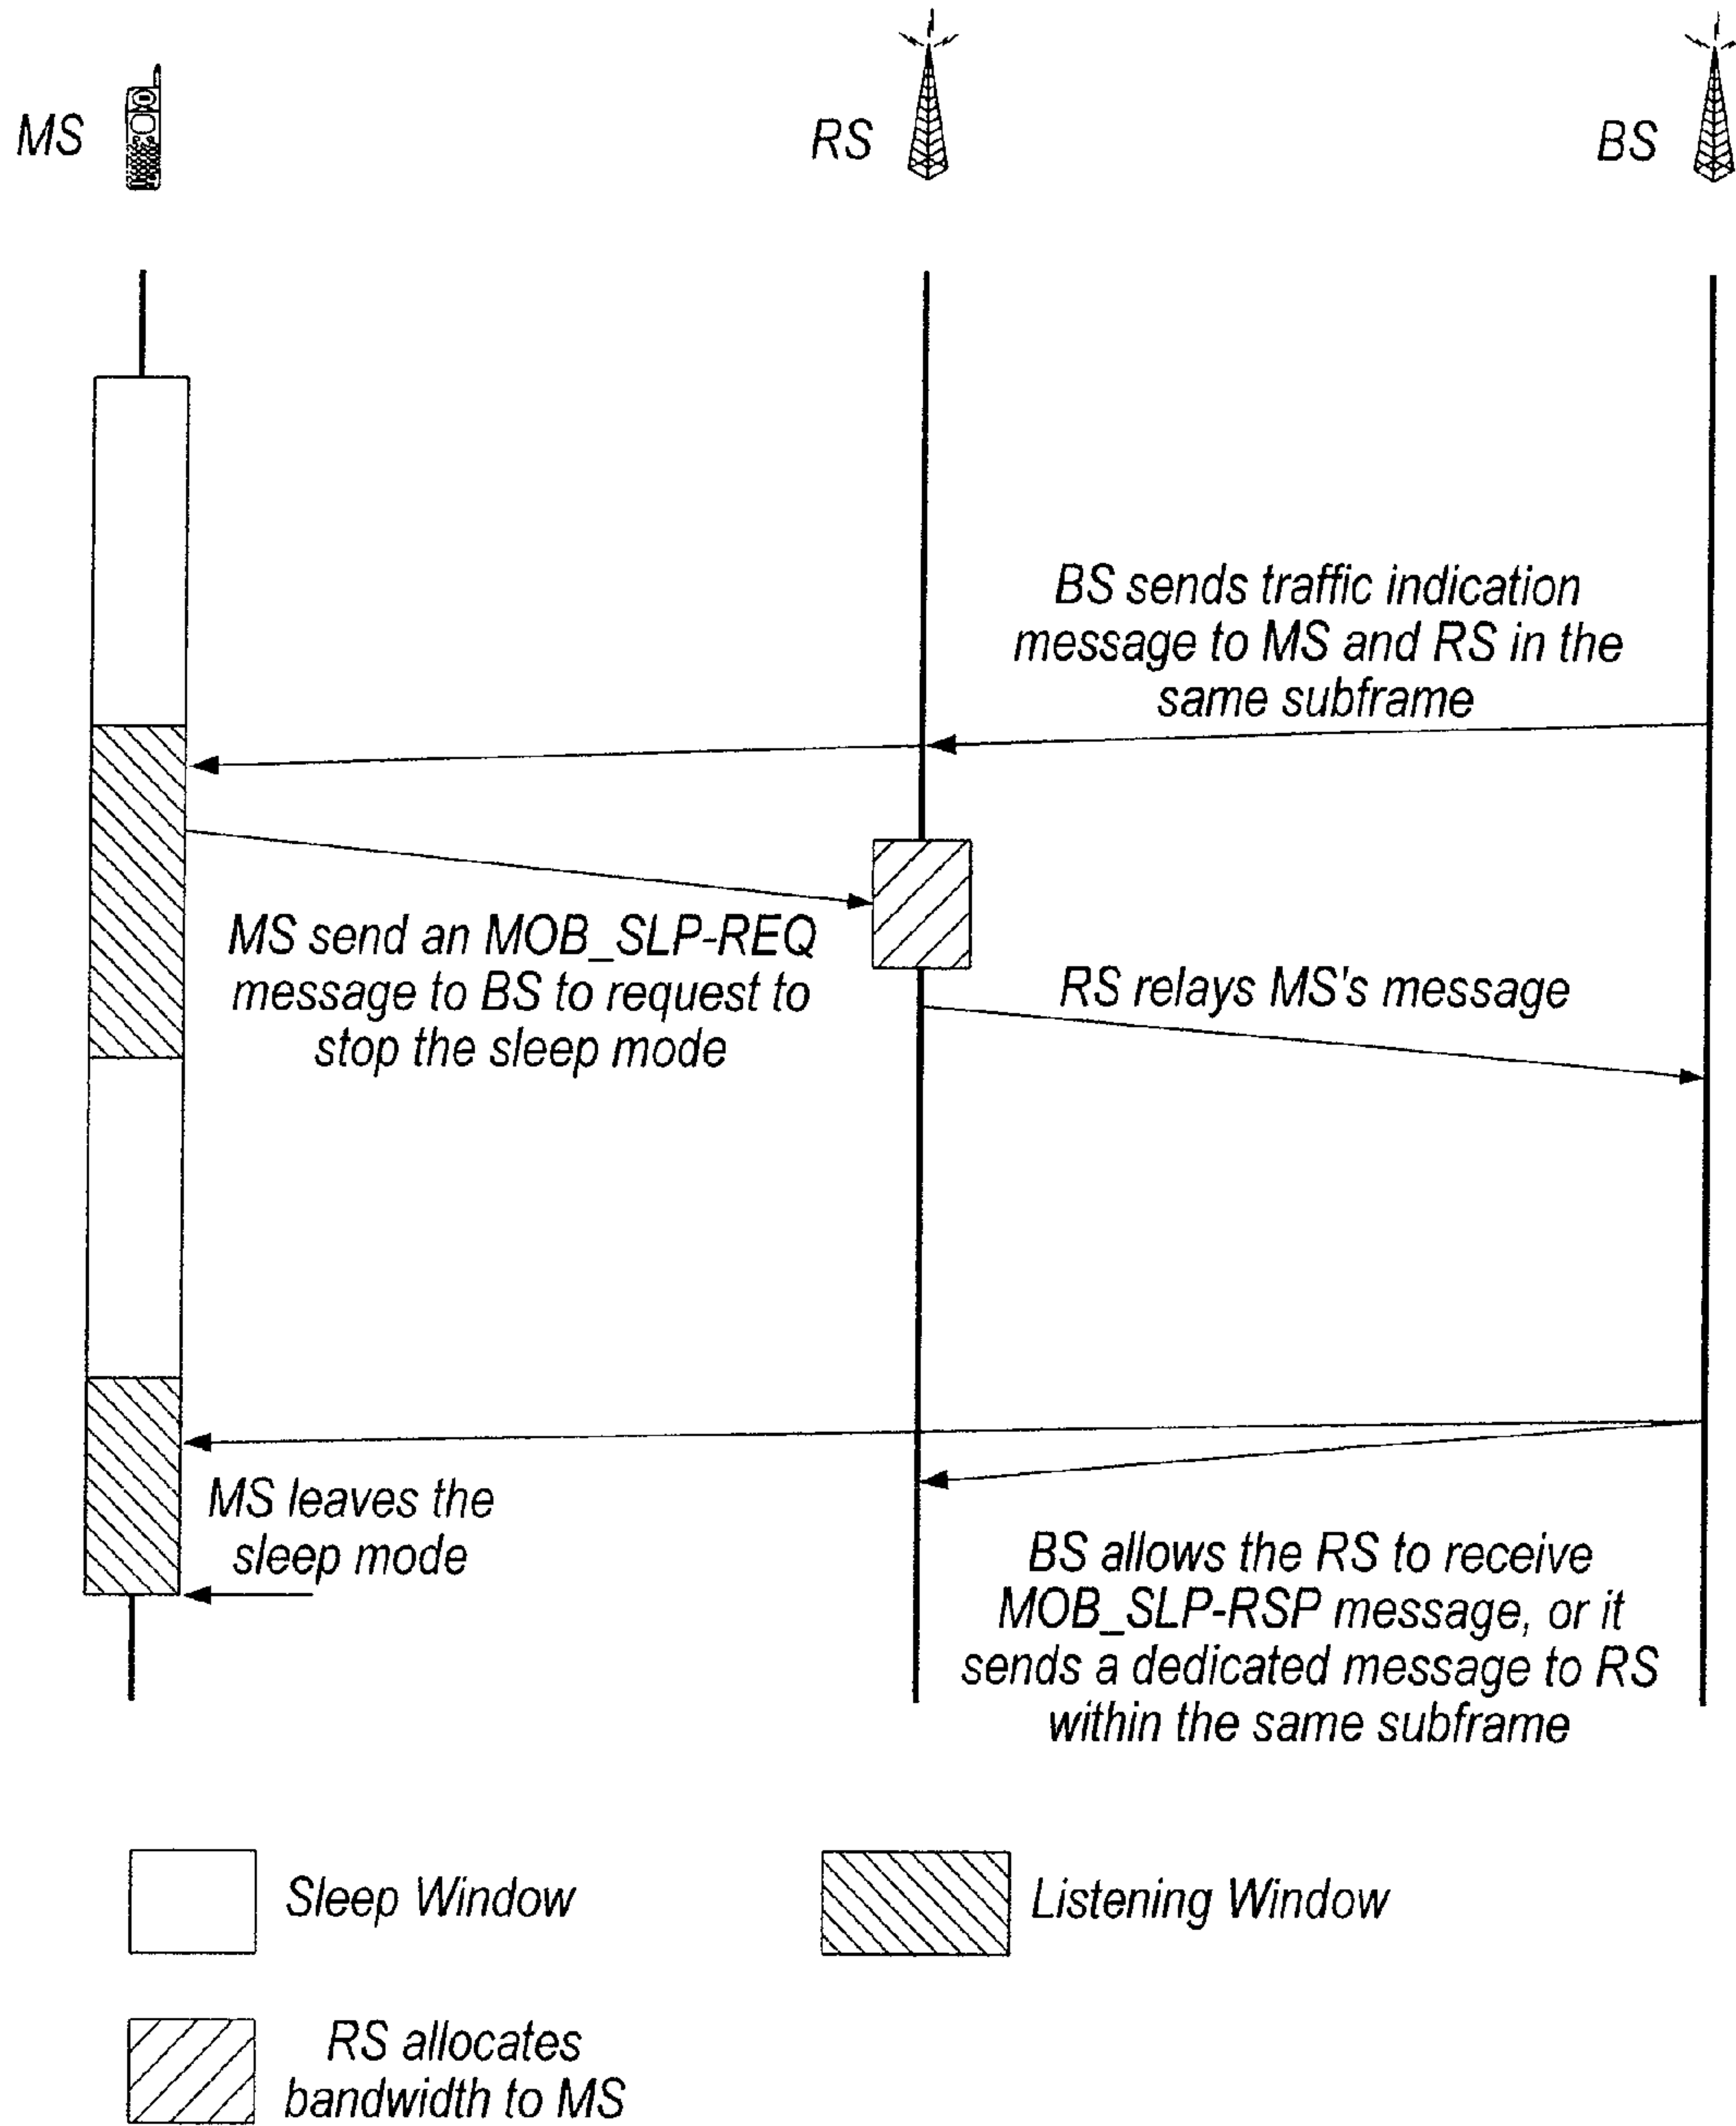 MS
RS
BS
BS sends traffic indication
message to MS and RS in the
same subframe
MS send an MOB_SLP-REQ
message to BS to request to
stop the sleep mode
RS relays MS's message
MS leaves the
sleep mode
BS allows the RS to receive
MOB_SLP-RSP message, or it
sends a dedicated message to RS
within the same subframe
Sleep Window
Listening Window
RS allocates
bandwidth to MS